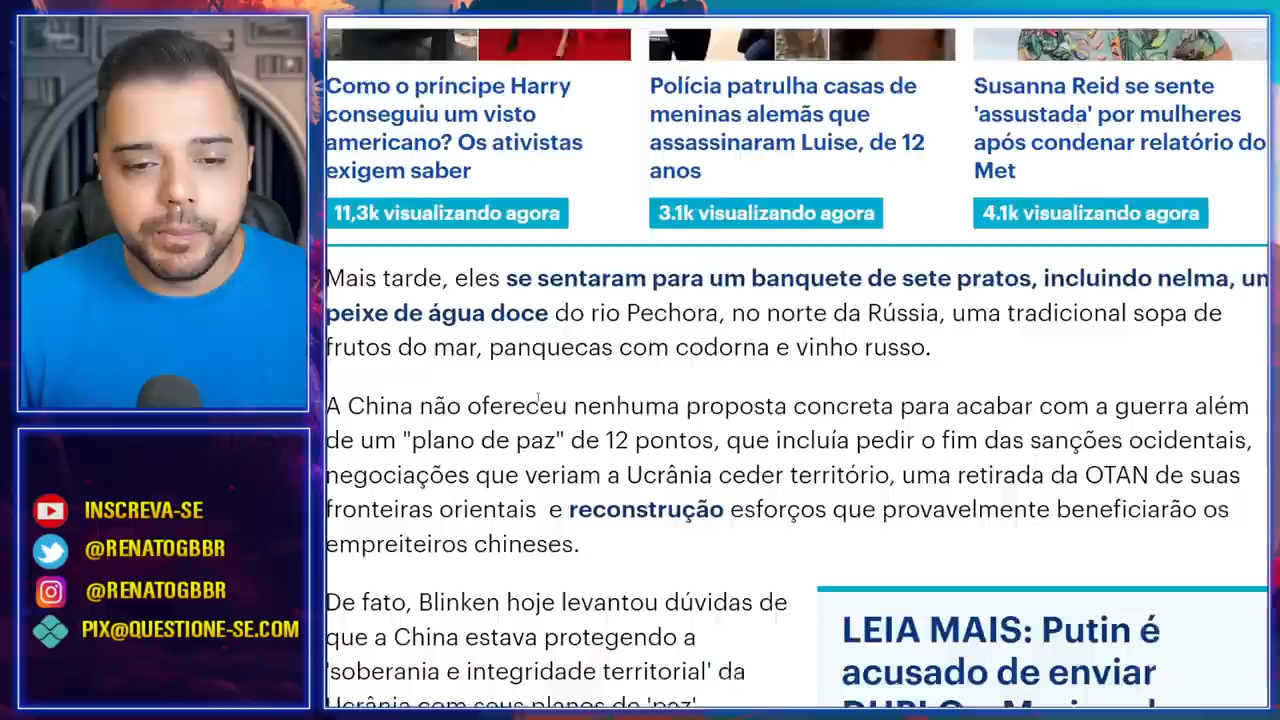 Como o príncipe Harry
conseguiu um visto
americano? Os ativistas
exigem saber
11,3k visualizando agora
Polícia patrulha casas de
meninas alemãs que
assassinaram Luise, de 12
anos
3.1k visualizando agora
Susanna Reid se sente
'assustada' por mulheres
após condenar relatório do
Met
4.1k visualizando agora
Mais tarde, eles se sentaram para um banquete de sete pratos, incluindo nelma, um
peixe de água doce do rio Pechora, no norte da Rússia, uma tradicional sopa de
frutos do mar, panquecas com codorna e vinho russo.
A China não ofereceu nenhuma proposta concreta para acabar com a guerra além
de um "plano de paz" de 12 pontos, que incluía pedir o fim das sanções ocidentais,
negociações que veriam a Ucrânia ceder território, uma retirada da OTAN de suas
fronteiras orientais e reconstrução esforços que provavelmente beneficiarão os
empreiteiros chineses.
De fato, Blinken hoje levantou dúvidas de
que a China estava protegendo a
'soberania e integridade territorial' da
Ucrânia com seus planos de 'paz'
LEIA MAIS: Putin é
acusado de enviar
INSCREVA-SE
@RENATOGBBR
@RENATOGBBR
PIX@QUESTIONE-SE.COM